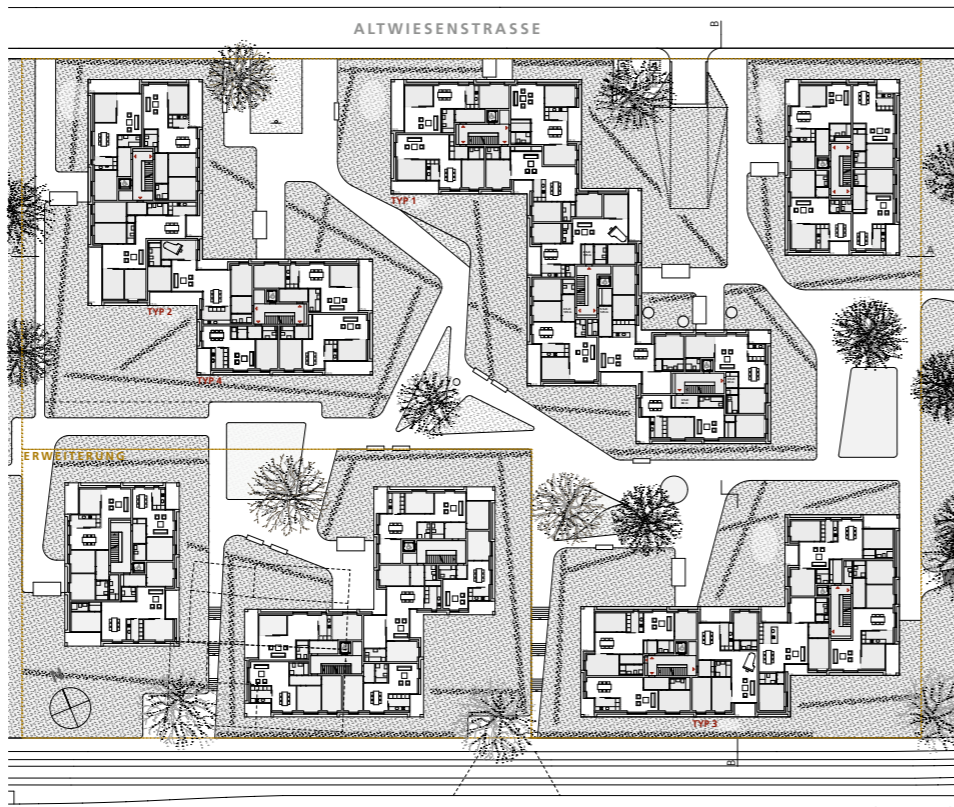 ALTWIESENSTRASSE
B
TYP 1
A
TYP 2
TYP 4
ERWEITERUNG
TYP 3
B